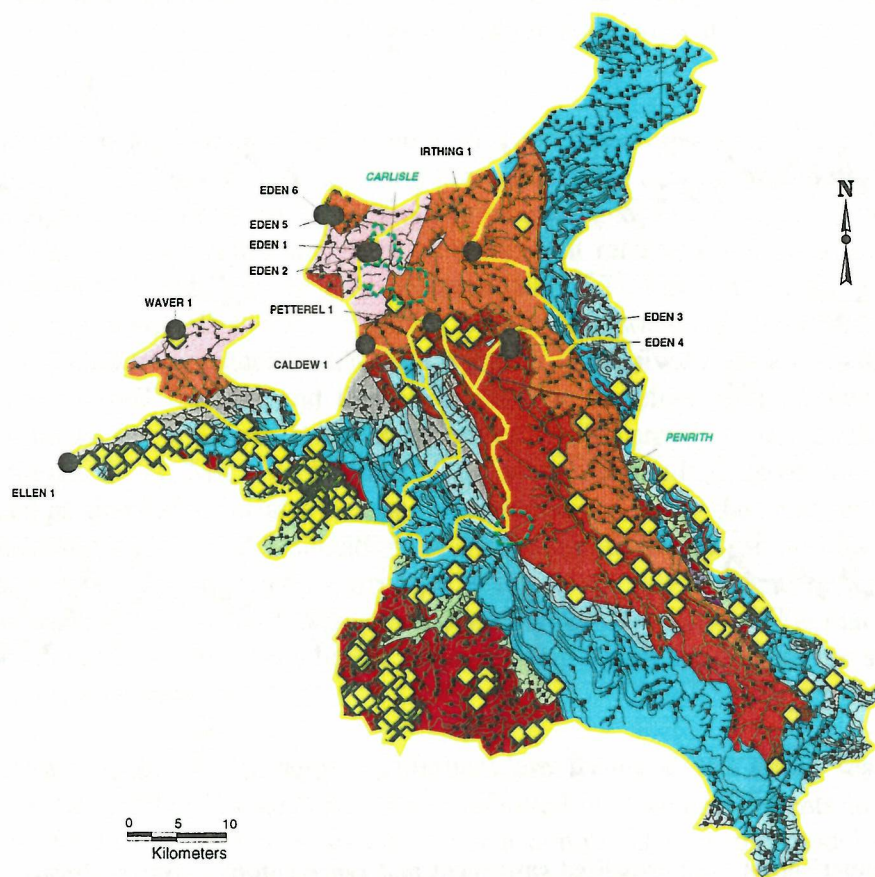 IRTHING 1
CARLISLE
N
EDEN 6
EDEN 5
EDEN 1
EDEN 2
WAVER 1
PETTEREL 1
EDEN 3
EDEN 4
CALDEW 1
PENRITH
ELLEN 1
0 5 10
Kilometers